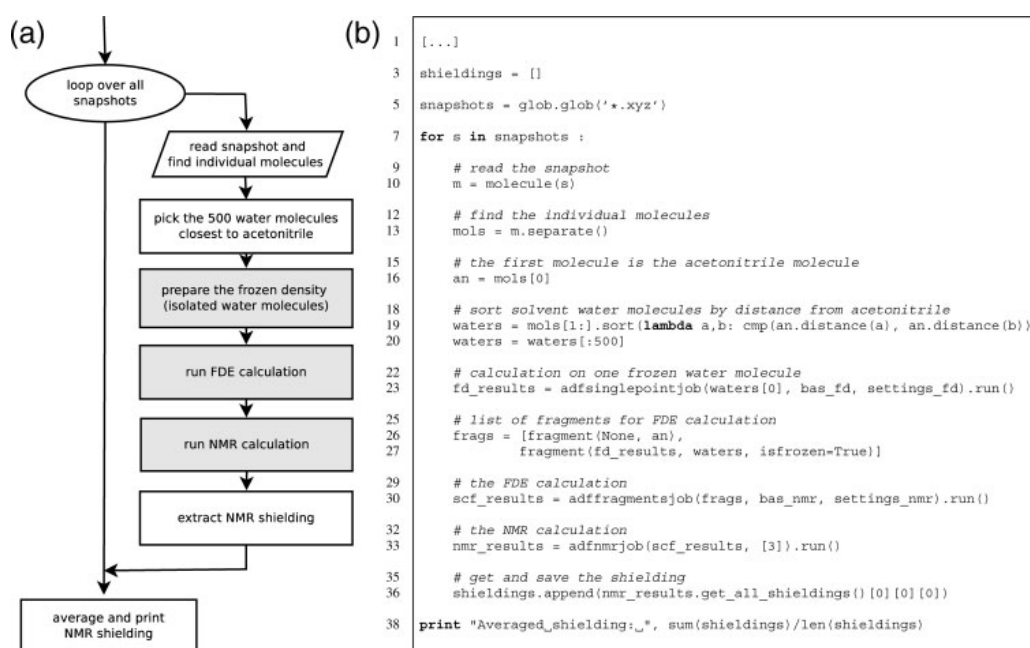 (a)
loop over all
snapshots
read snapshot and
find individual molecules
pick the 500 water molecules
closest to acetonitrile
prepare the frozen density
(isolated water molecules)
run FDE calculation
run NMR calculation
extract NMR shielding
average and print
NMR shielding
(b)
1 [...]
3 shieldings = []
5 snapshots = glob.glob('*.xyz')
7 for s in snapshots :
9 # read the snapshot
10 m = molecule(s)
12 # find the individual molecules
13 mols = m.separate()
15 # the first molecule is the acetonitrile molecule
16 an = mols[0]
18 # sort solvent water molecules by distance from acetonitrile
19 waters = mols[1:].sort(lambda a,b: cmp(an.distance(a), an.distance(b))
20 waters = waters[:500]
22 # calculation on one frozen water molecule
23 fd_results = adfsinglepointjob(waters[0], bas_fd, settings_fd).run()
25 # list of fragments for FDE calculation
26 frags = [fragment(None, an),
27 fragment(fd_results, waters, isfrozen=True)]
29 # the FDE calculation
30 scf_results = adffragmentsjob(frags, bas_nmr, settings_nmr).run()
32 # the NMR calculation
33 nmr_results = adfnmrjob(scf_results, [3]).run()
35 # get and save the shielding
36 shieldings.append(nmr_results.get_all_shieldings()[0][0][0])
38 print "Averaged␣shielding:␣", sum(shieldings)/len(shieldings)